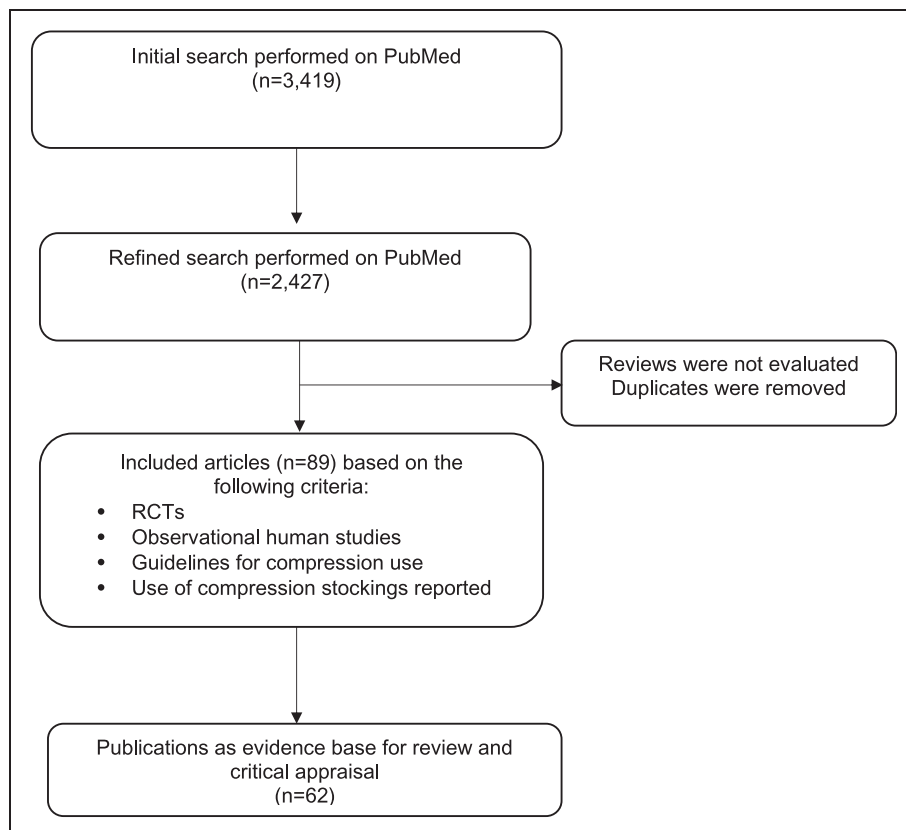 Initial search performed on PubMed
(n=3,419)
Refined search performed on PubMed
(n=2,427)
Reviews were not evaluated
Duplicates were removed
Included articles (n=89) based on the
following criteria:
• RCTs
• Observational human studies
• Guidelines for compression use
• Use of compression stockings reported
Publications as evidence base for review and
critical appraisal
(n=62)